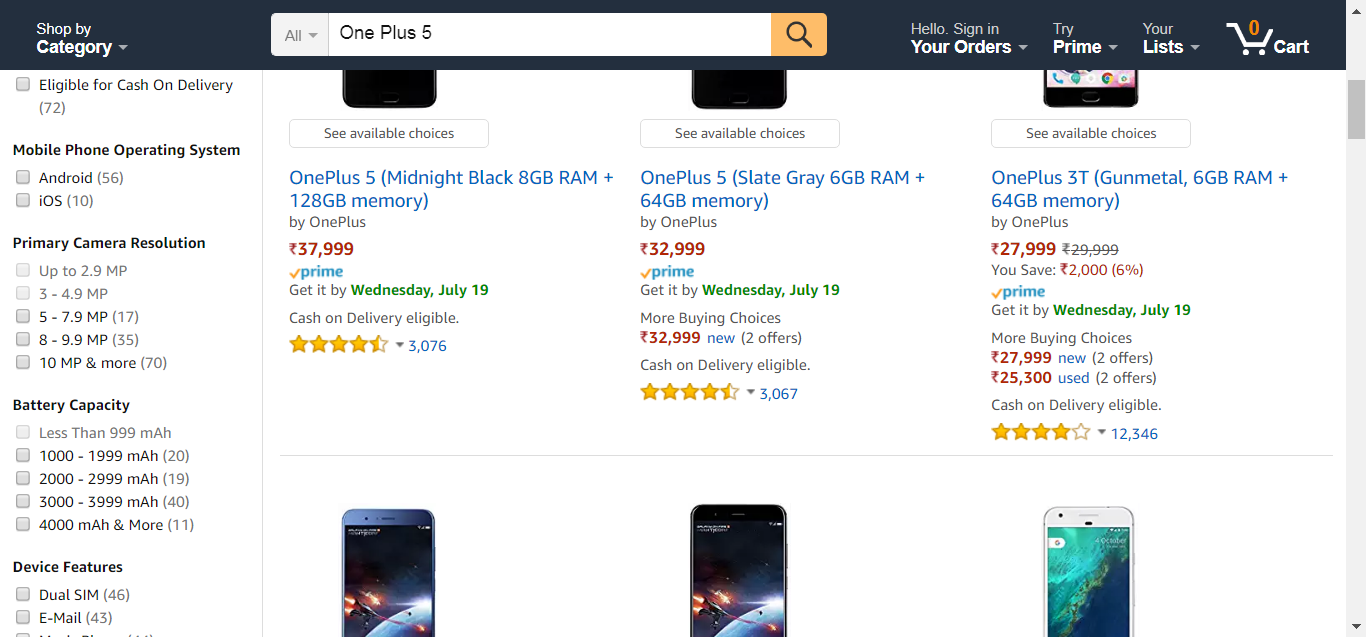 Shop by
Category
All
One Plus 5
Hello. Sign in
Your Orders
Try
Prime
Your
Lists
0
Cart
Eligible for Cash On Delivery
(72)
Mobile Phone Operating System
Android (56)
iOS (10)
Primary Camera Resolution
Up to 2.9 MP
3 - 4.9 MP
5 - 7.9 MP (17)
8 - 9.9 MP (35)
10 MP & more (70)
Battery Capacity
Less Than 999 mAh
1000 - 1999 mAh (20)
2000 - 2999 mAh (19)
3000 - 3999 mAh (40)
4000 mAh & More (11)
Device Features
Dual SIM (46)
E-Mail (43)
See available choices
OnePlus 5 (Midnight Black 8GB RAM +
128GB memory)
by OnePlus
₹37,999
prime
Get it by Wednesday, July 19
Cash on Delivery eligible.
3,076
See available choices
OnePlus 5 (Slate Gray 6GB RAM +
64GB memory)
by OnePlus
₹32,999
prime
Get it by Wednesday, July 19
More Buying Choices
₹32,999 new (2 offers)
Cash on Delivery eligible.
3,067
See available choices
OnePlus 3T (Gunmetal, 6GB RAM +
64GB memory)
by OnePlus
₹27,999 ₹29,999
You Save: ₹2,000 (6%)
prime
Get it by Wednesday, July 19
More Buying Choices
₹27,999 new (2 offers)
₹25,300 used (2 offers)
Cash on Delivery eligible.
12,346
G
4 October